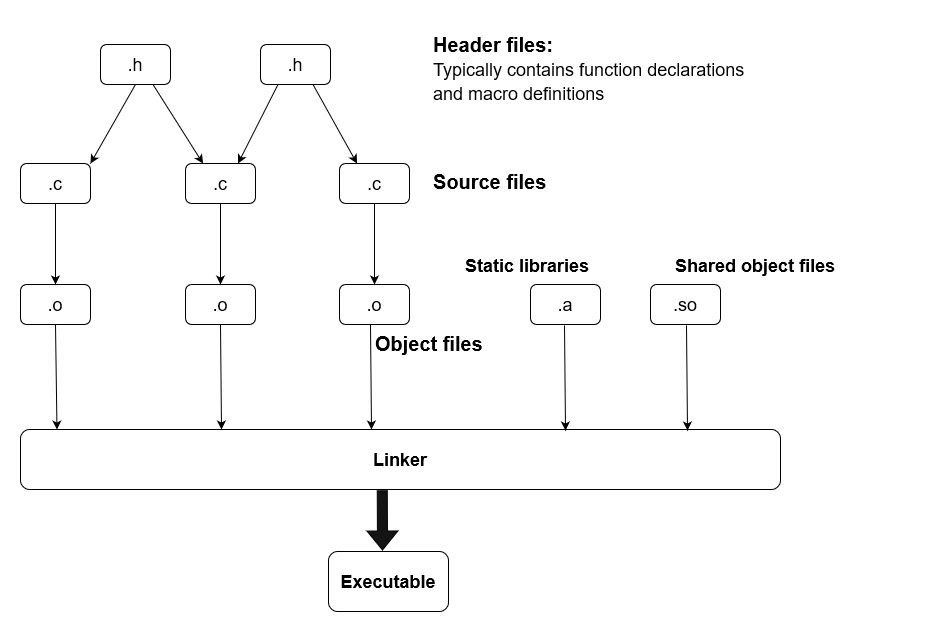 .h
.h
Header files:
Typically contains function declarations
and macro definitions
.c
.c
.c
Source files
Static libraries
Shared object files
.o
.o
.o
.a
.so
Object files
Linker
Executable